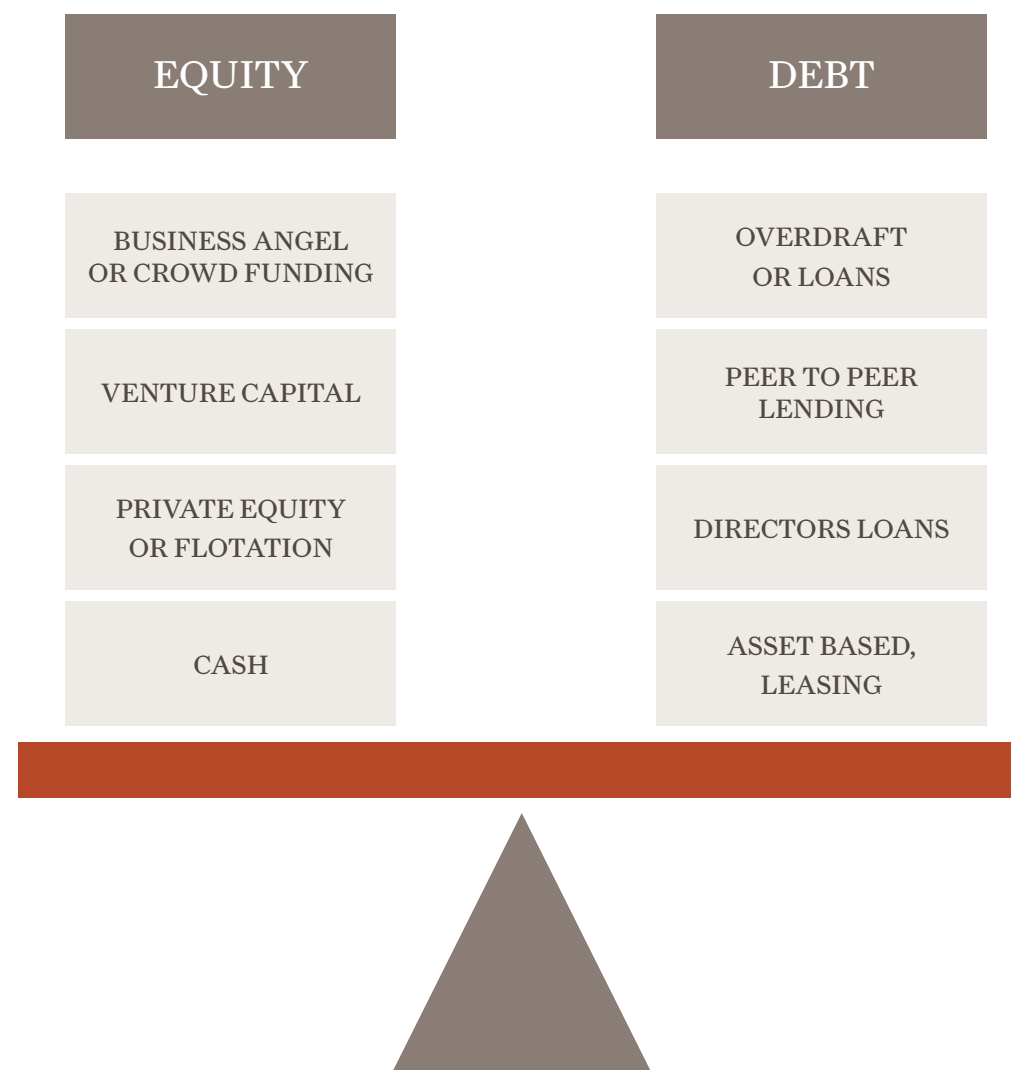 EQUITY
BUSINESS ANGEL
OR CROWD FUNDING
VENTURE CAPITAL
PRIVATE EQUITY
OR FLOTATION
CASH
DEBT
OVERDRAFT
OR LOANS
PEER TO PEER
LENDING
DIRECTORS LOANS
ASSET BASED,
LEASING